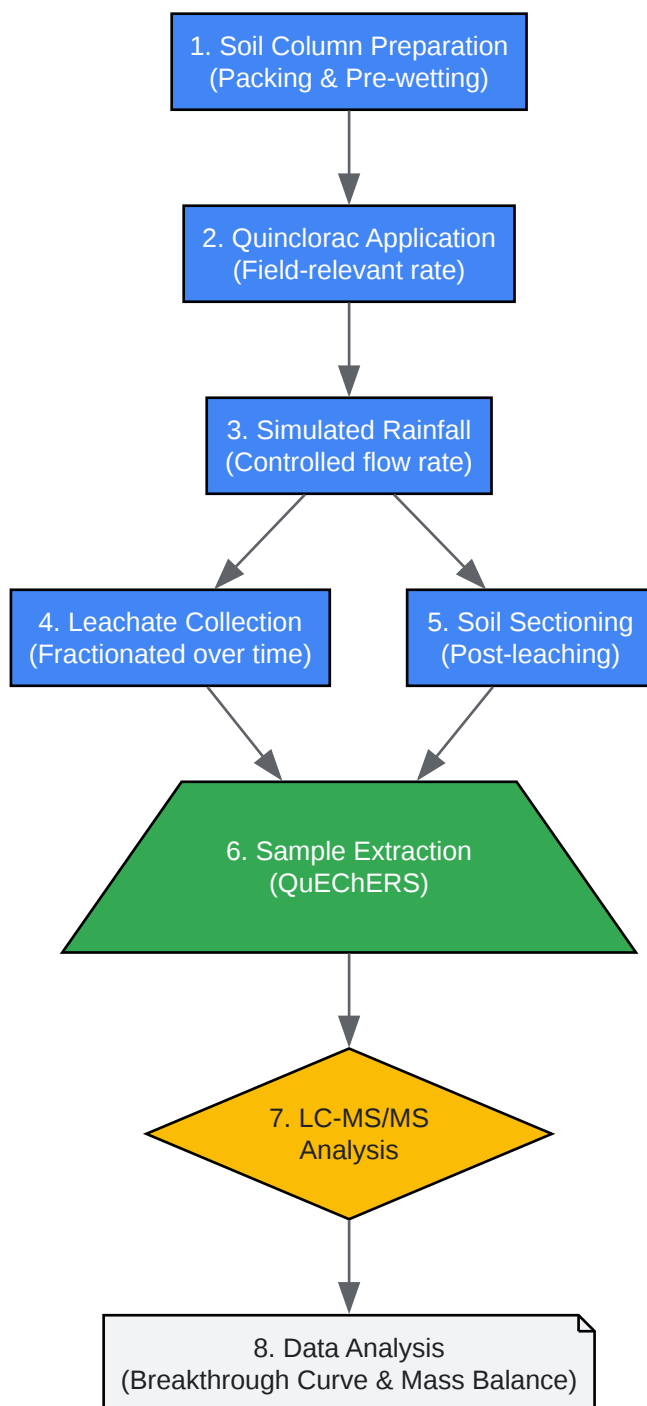 1. Soil Column Preparation
(Packing & Pre-wetting)
2. Quinclorac Application
(Field-relevant rate)
3. Simulated Rainfall
(Controlled flow rate)
4. Leachate Collection
(Fractionated over time)
5. Soil Sectioning
(Post-leaching)
6. Sample Extraction
(QuEChERS)
7. LC-MS/MS
Analysis
8. Data Analysis
(Breakthrough Curve & Mass Balance)